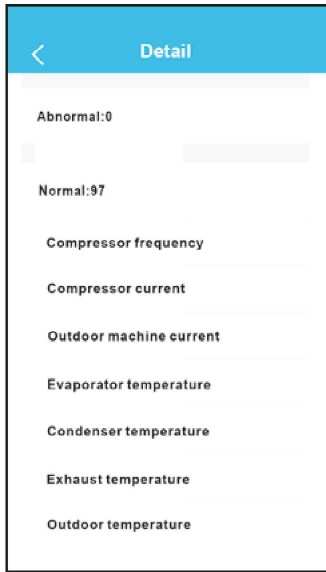 Detail
Abnormal:0
Normal:97
Compressor frequency
Compressor current
Outdoor machine current
Evaporator temperature
Condenser temperature
Exhaust temperature
Outdoor temperature